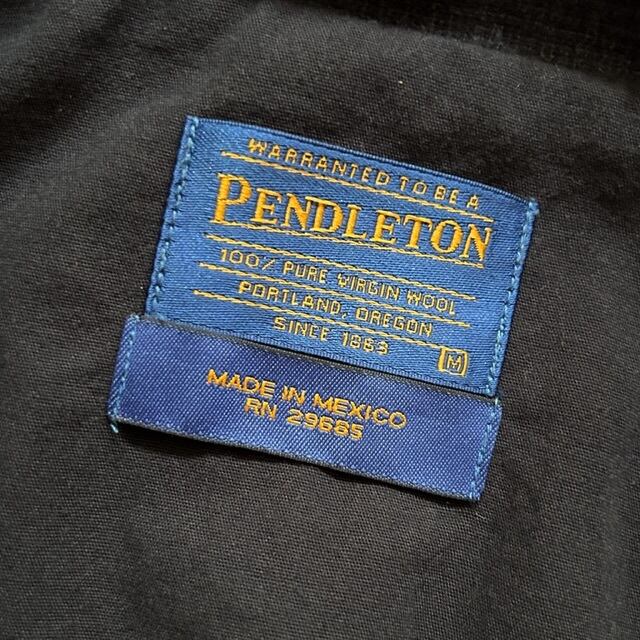 WARRANTED TO BE A
PENDLETON
100% PURE VIRGIN WOOL
PORTLAND, OREGON
SINCE 1863
M
MADE IN MEXICO
RN 29685